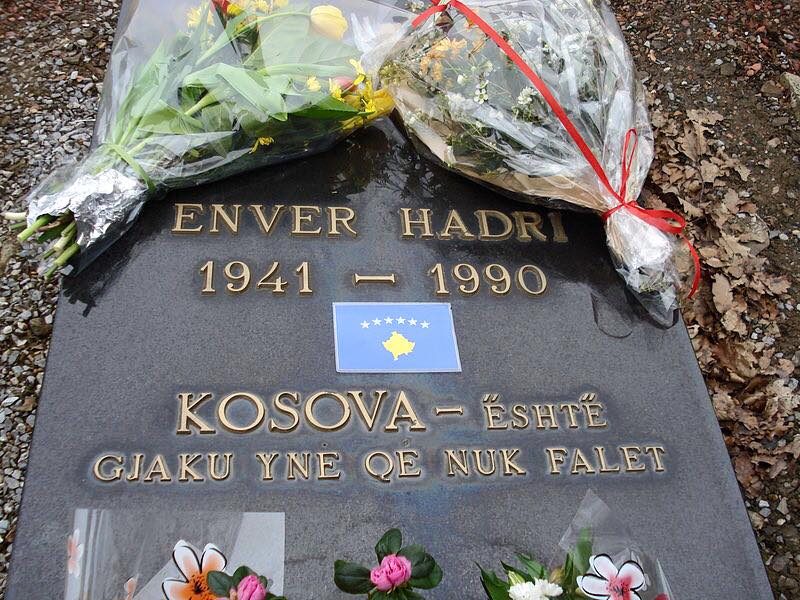 ENVER HADRI
1941 – 1990
KOSOVA – ËSHTË
GJAKU YNË QË NUK FALET